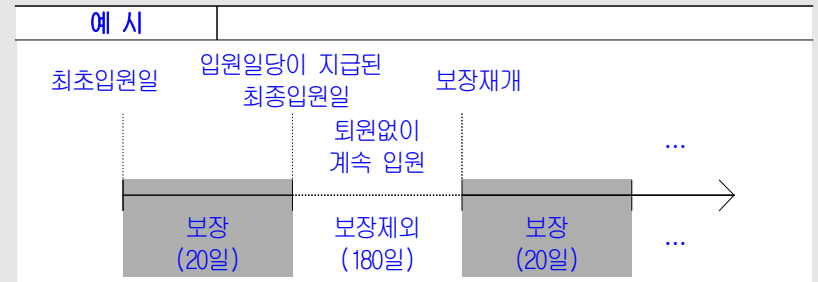 예 시
최초입원일
입원일당이 지급된
최종입원일
보장재개
퇴원없이
계속 입원
...
보장
(20일)
보장제외
(180일)
보장
(20일)
...